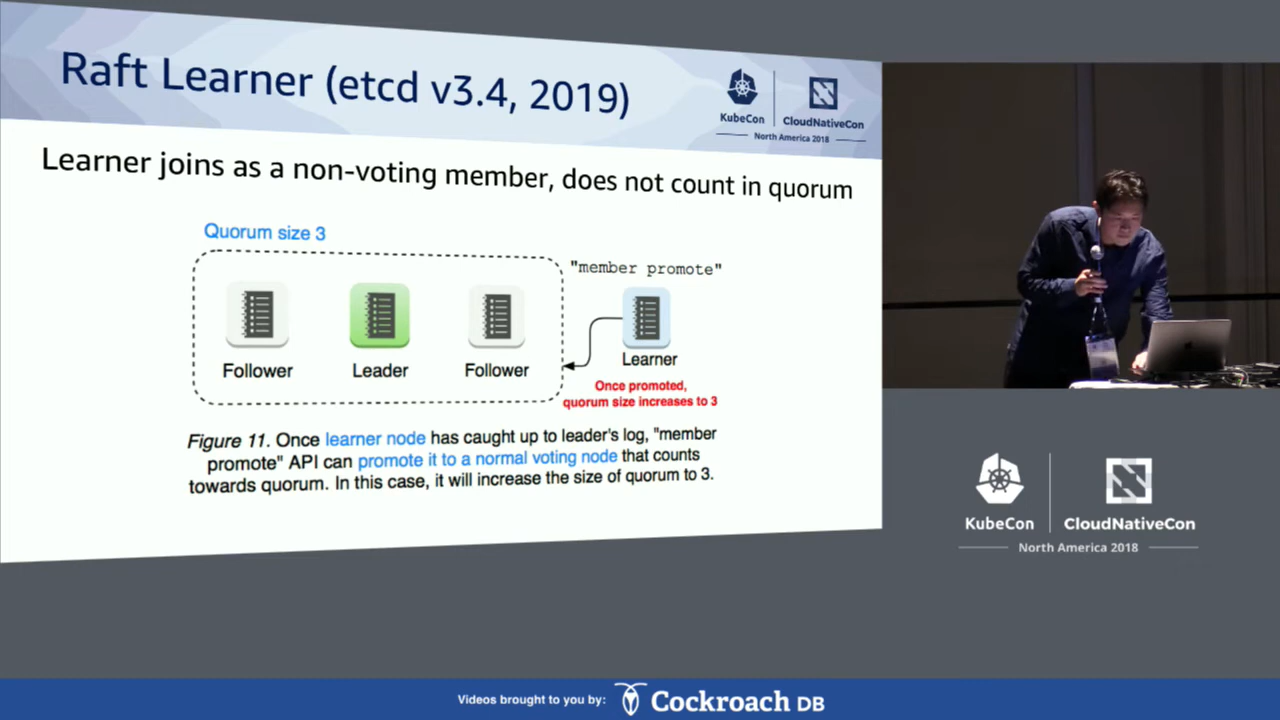 Raft Learner (etcd v3.4, 2019)
KubeCon
CloudNativeCon
North America 2018
Learner joins as a non-voting member, does not count in quorum
Quorum size 3
"member promote"
Follower
Leader
Follower
Learner
Once promoted,
quorum size increases to 3
Figure 11. Once learner node has caught up to leader's log, "member
promote" API can promote it to a normal voting node that counts
towards quorum. In this case, it will increase the size of quorum to 3.
KubeCon
CloudNativeCon
North America 2018
Videos brought to you by:
Cockroach DB